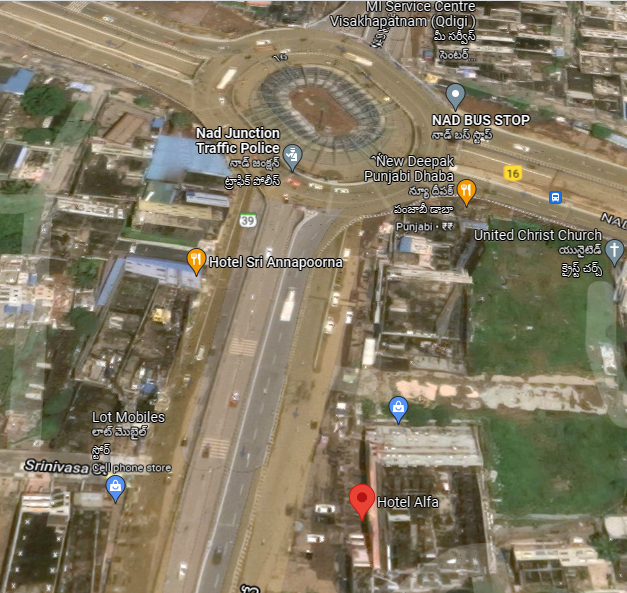 MI Service Centre
Visakhapatnam (Qdigi )
మీ సర్వీస్
సెంటర్...
NAD BUS STOP
నాడ్ బస్ స్టాప్
Nad Junction
Traffic Police
నాడ్ జంక్షన్
ట్రాఫిక్ పోలీస్
New Deepak
Punjabi Dhaba
న్యూ దీపక్
పంజాబీ డాబా
Punjabi • ₹₹
16
NAD
39
United Christ Church
యునైటెడ్
క్రైస్ట్ చర్చ్
Hotel Sri Annapoorna
Lot Mobiles
లాట్ మొబైల్
స్టోర్
Cell phone store
Srinivasa
Hotel Alfa